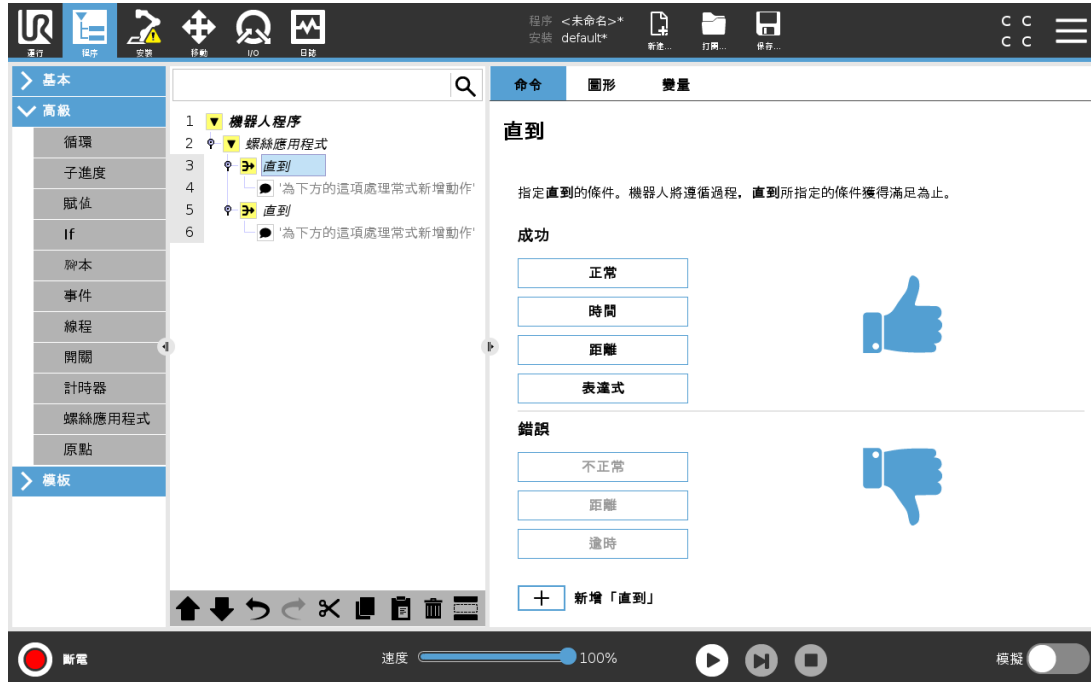 UR
運行
程序
安裝
移動
I/O
日誌
程序 <未命名>*
安裝 default*
新建...
打開...
保存...
C C
C C
基本
高級
循環
子進度
賦值
If
腳本
事件
線程
開關
計時器
螺絲應用程式
原點
模板
1 機器人程序
2 螺絲應用程式
3 直到
4 '為下方的這項處理常式新增動作'
5 直到
6 '為下方的這項處理常式新增動作'
命令 圖形 變量
直到
指定直到的條件。機器人將遵循過程，直到所指定的條件獲得滿足為止。
成功
正常
時間
距離
表達式
錯誤
不正常
距離
逾時
新增「直到」
斷電
速度
100%
模擬